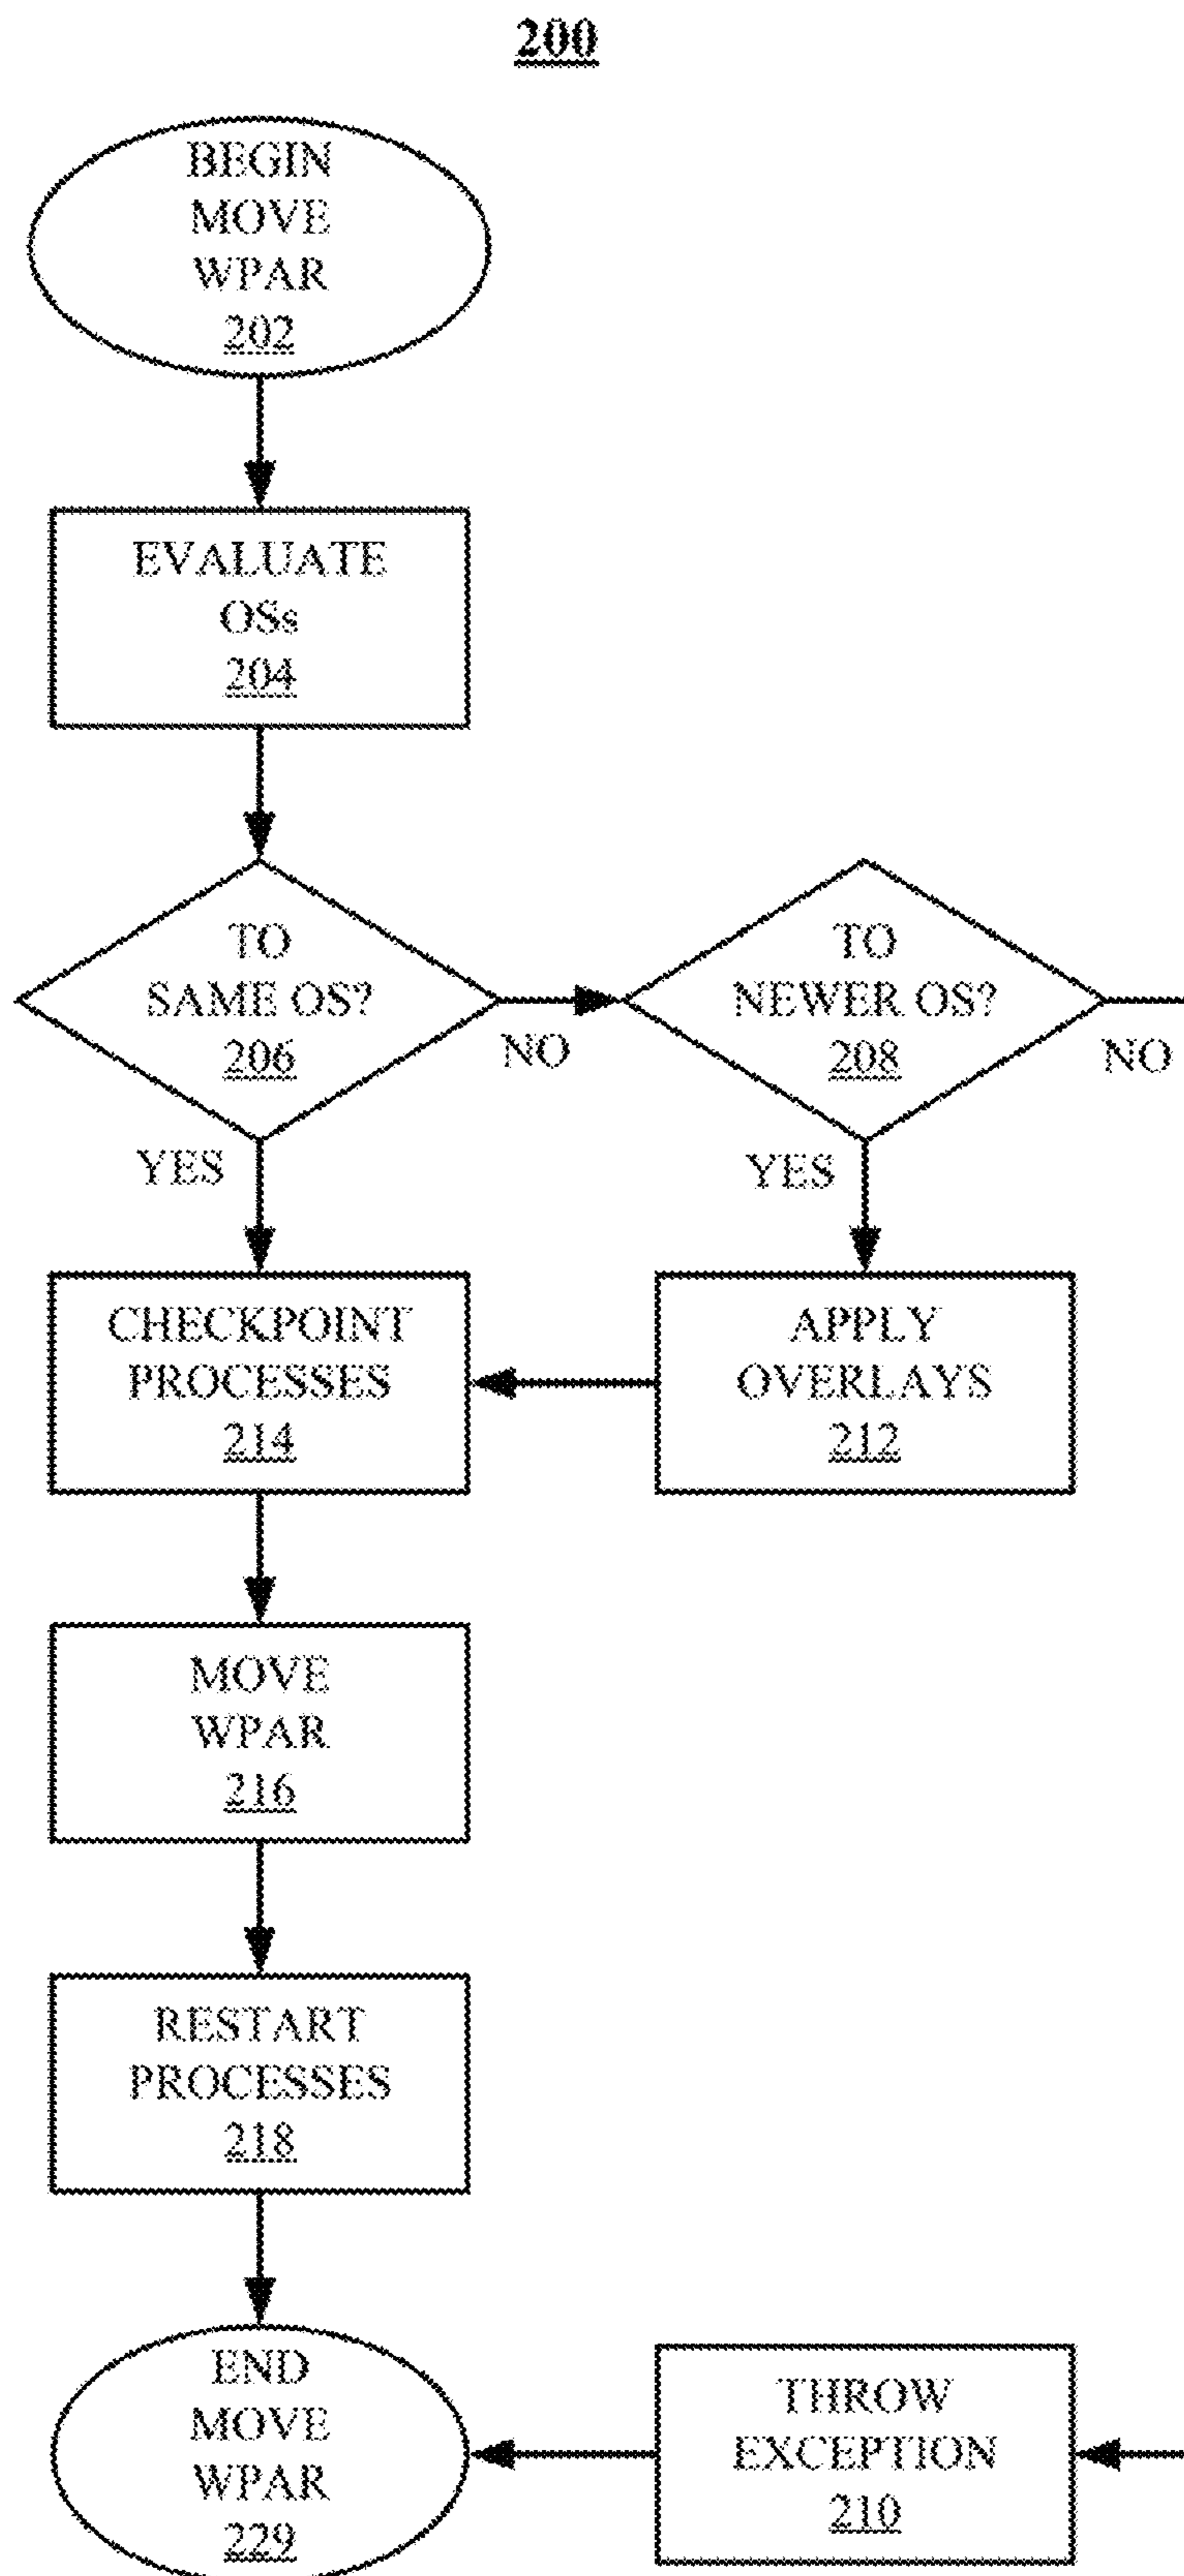 200
BEGIN
MOVE
WPAR
202
EVALUATE
OSs
204
TO
SAME OS?
206
NO
YES
TO
NEWER OS?
208
NO
YES
CHECKPOINT
PROCESSES
214
APPLY
OVERLAYS
212
MOVE
WPAR
216
RESTART
PROCESSES
218
END
MOVE
WPAR
229
THROW
EXCEPTION
210